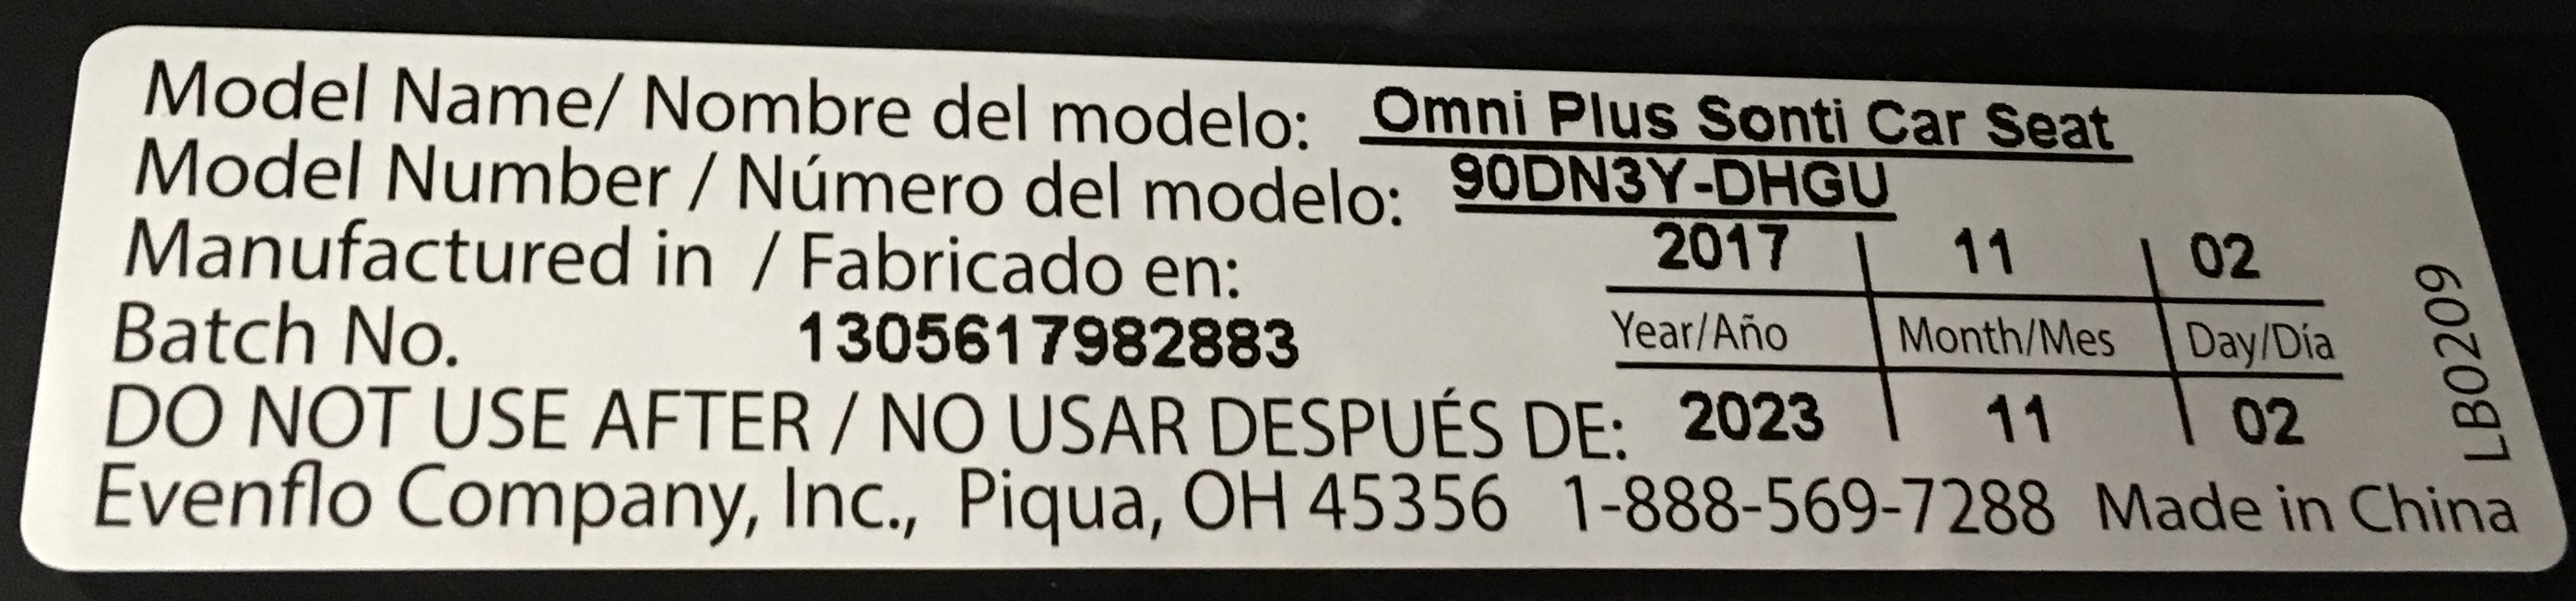 Model Name/ Nombre del modelo: Omni Plus Sonti Car Seat
Model Number / Número del modelo: 90DN3Y-DHGU
Manufactured in / Fabricado en: 2017 11 02
Year/Año Month/Mes Day/Día
Batch No. 1305617982883
DO NOT USE AFTER / NO USAR DESPUÉS DE: 2023 11 02
Evenflo Company, Inc., Piqua, OH 45356 1-888-569-7288 Made in China
LB0209